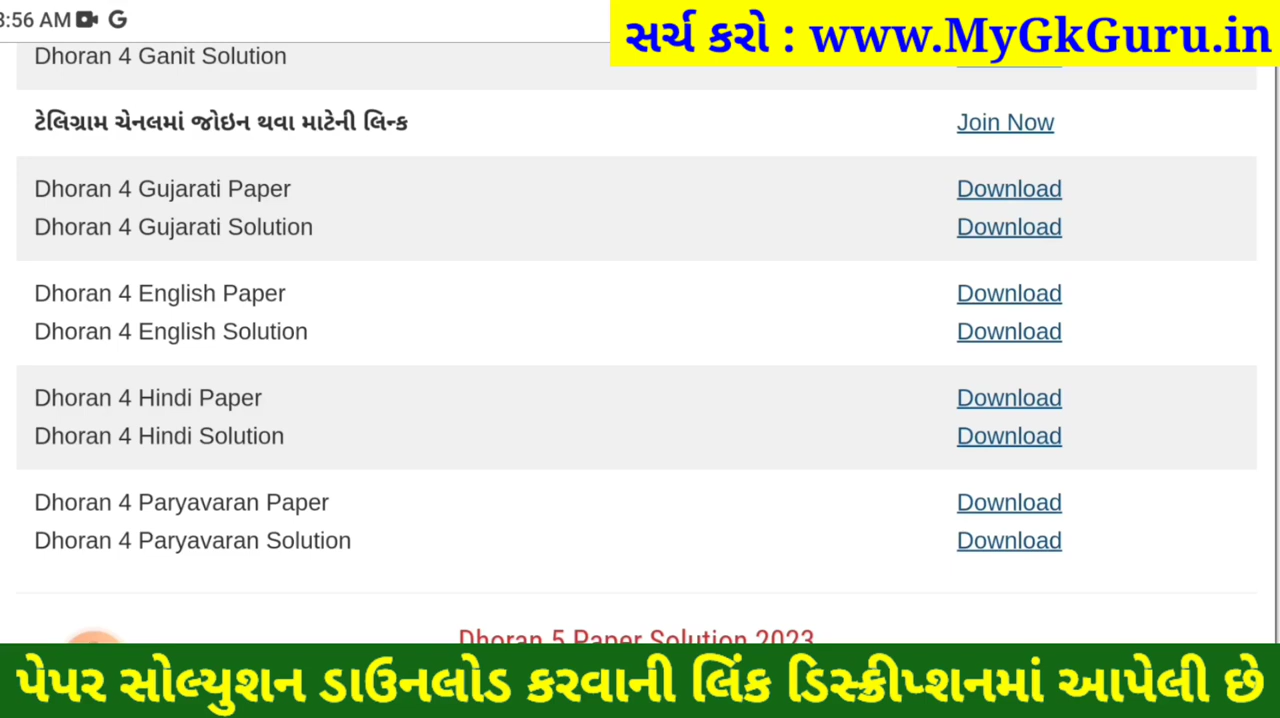 3:56 AM G
સર્ચ કરો : www.MyGkGuru.in
Dhoran 4 Ganit Solution
ટેલિગ્રામ ચેનલમાં જોઇન થવા માટેની લિન્ક Join Now
Dhoran 4 Gujarati Paper Download
Dhoran 4 Gujarati Solution Download
Dhoran 4 English Paper Download
Dhoran 4 English Solution Download
Dhoran 4 Hindi Paper Download
Dhoran 4 Hindi Solution Download
Dhoran 4 Paryavaran Paper Download
Dhoran 4 Paryavaran Solution Download
Dhoran 5 Paper Solution 2023
પેપર સોલ્યુશન ડાઉનલોડ કરવાની લિંક ડિસ્ક્રીપ્શનમાં આપેલી છે